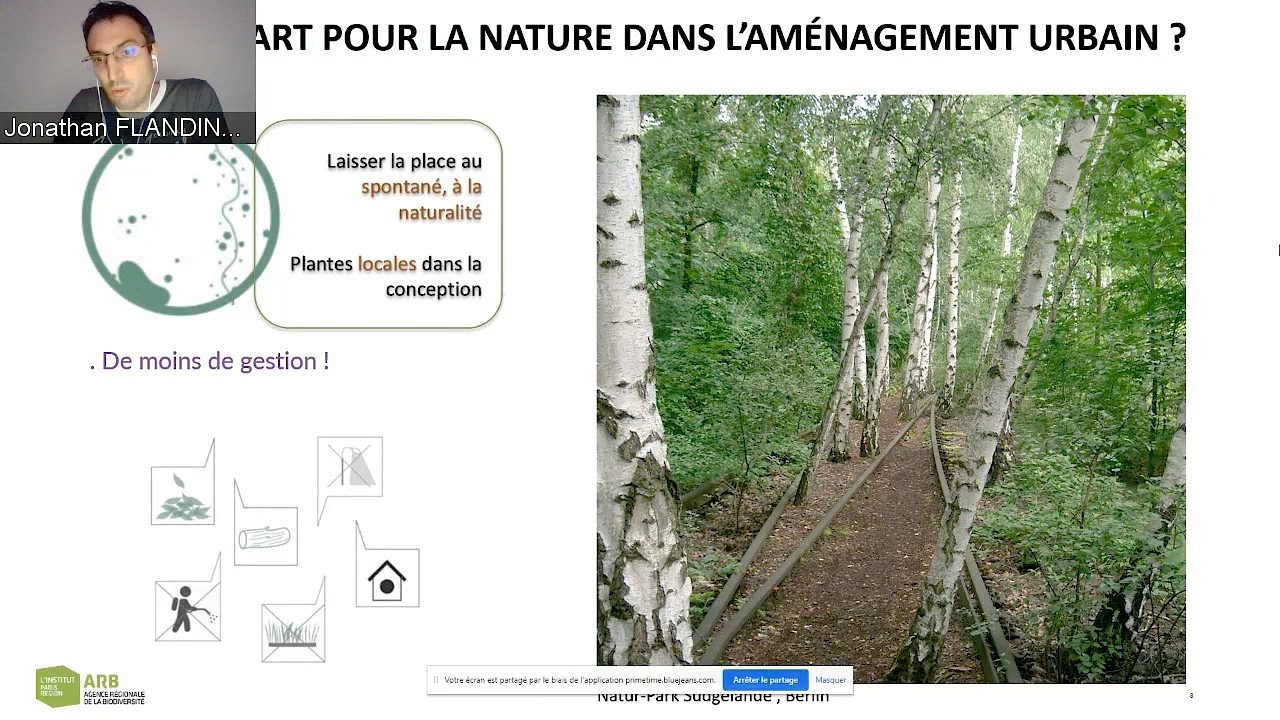 ART POUR LA NATURE DANS L’AMÉNAGEMENT URBAIN ?
Jonathan FLANDIN...
Laisser la place au
spontané, à la
naturalité
Plantes locales dans la
conception
. De moins de gestion !
L'INSTITUT
PARIS
REGION
ARB
AGENCE RÉGIONALE
DE LA BIODIVERSITÉ
Votre écran est partagé par le biais de l'application primetime.bluejeans.com.
Arrêter le partage
Masquer
Natur-Park Südgelände , Berlin
8